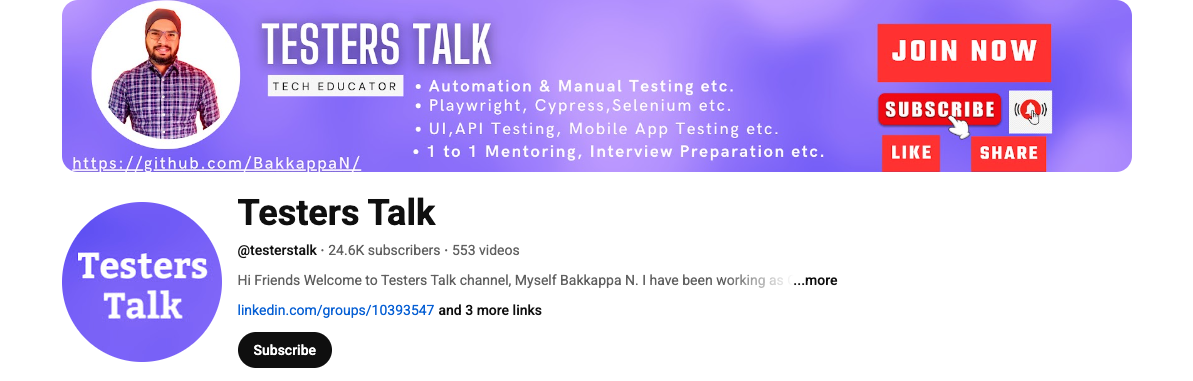 TESTERS TALK
TECH EDUCATOR
• Automation & Manual Testing etc.
• Playwright, Cypress,Selenium etc.
• UI,API Testing, Mobile App Testing etc.
• 1 to 1 Mentoring, Interview Preparation etc.
https://github.com/BakkappaN/
JOIN NOW
SUBSCRIBE
LIKE
SHARE
Testers
Talk
Testers Talk
@testerstalk · 24.6K subscribers · 553 videos
Hi Friends Welcome to Testers Talk channel, Myself Bakkappa N. I have been working as ...more
linkedin.com/groups/10393547 and 3 more links
Subscribe